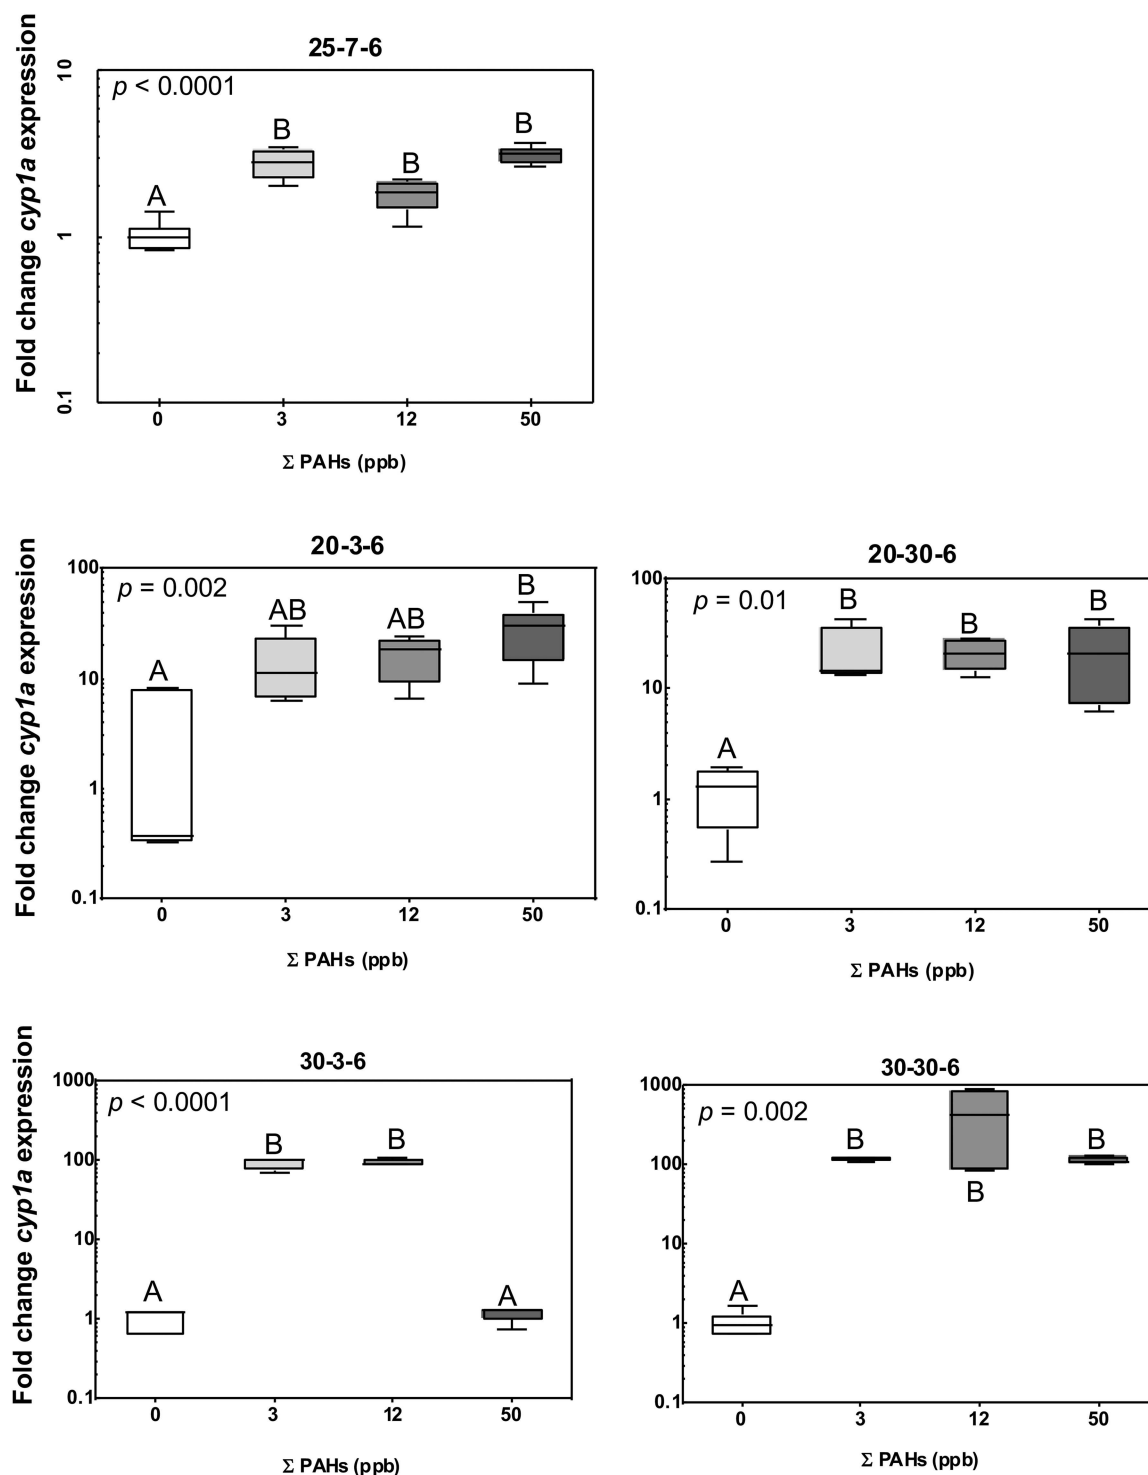 25-7-6
Fold change cyp1a expression
10
1
0.1
p < 0.0001
A
B
B
B
0 3 12 50
Σ PAHs (ppb)
20-3-6
Fold change cyp1a expression
100
10
1
0.1
p = 0.002
A
AB
AB
B
0 3 12 50
Σ PAHs (ppb)
20-30-6
100
10
1
0.1
p = 0.01
A
B
B
B
0 3 12 50
Σ PAHs (ppb)
30-3-6
Fold change cyp1a expression
1000
100
10
1
0.1
p < 0.0001
A
B
B
A
0 3 12 50
Σ PAHs (ppb)
30-30-6
1000
100
10
1
0.1
p = 0.002
A
B
B
B
0 3 12 50
Σ PAHs (ppb)